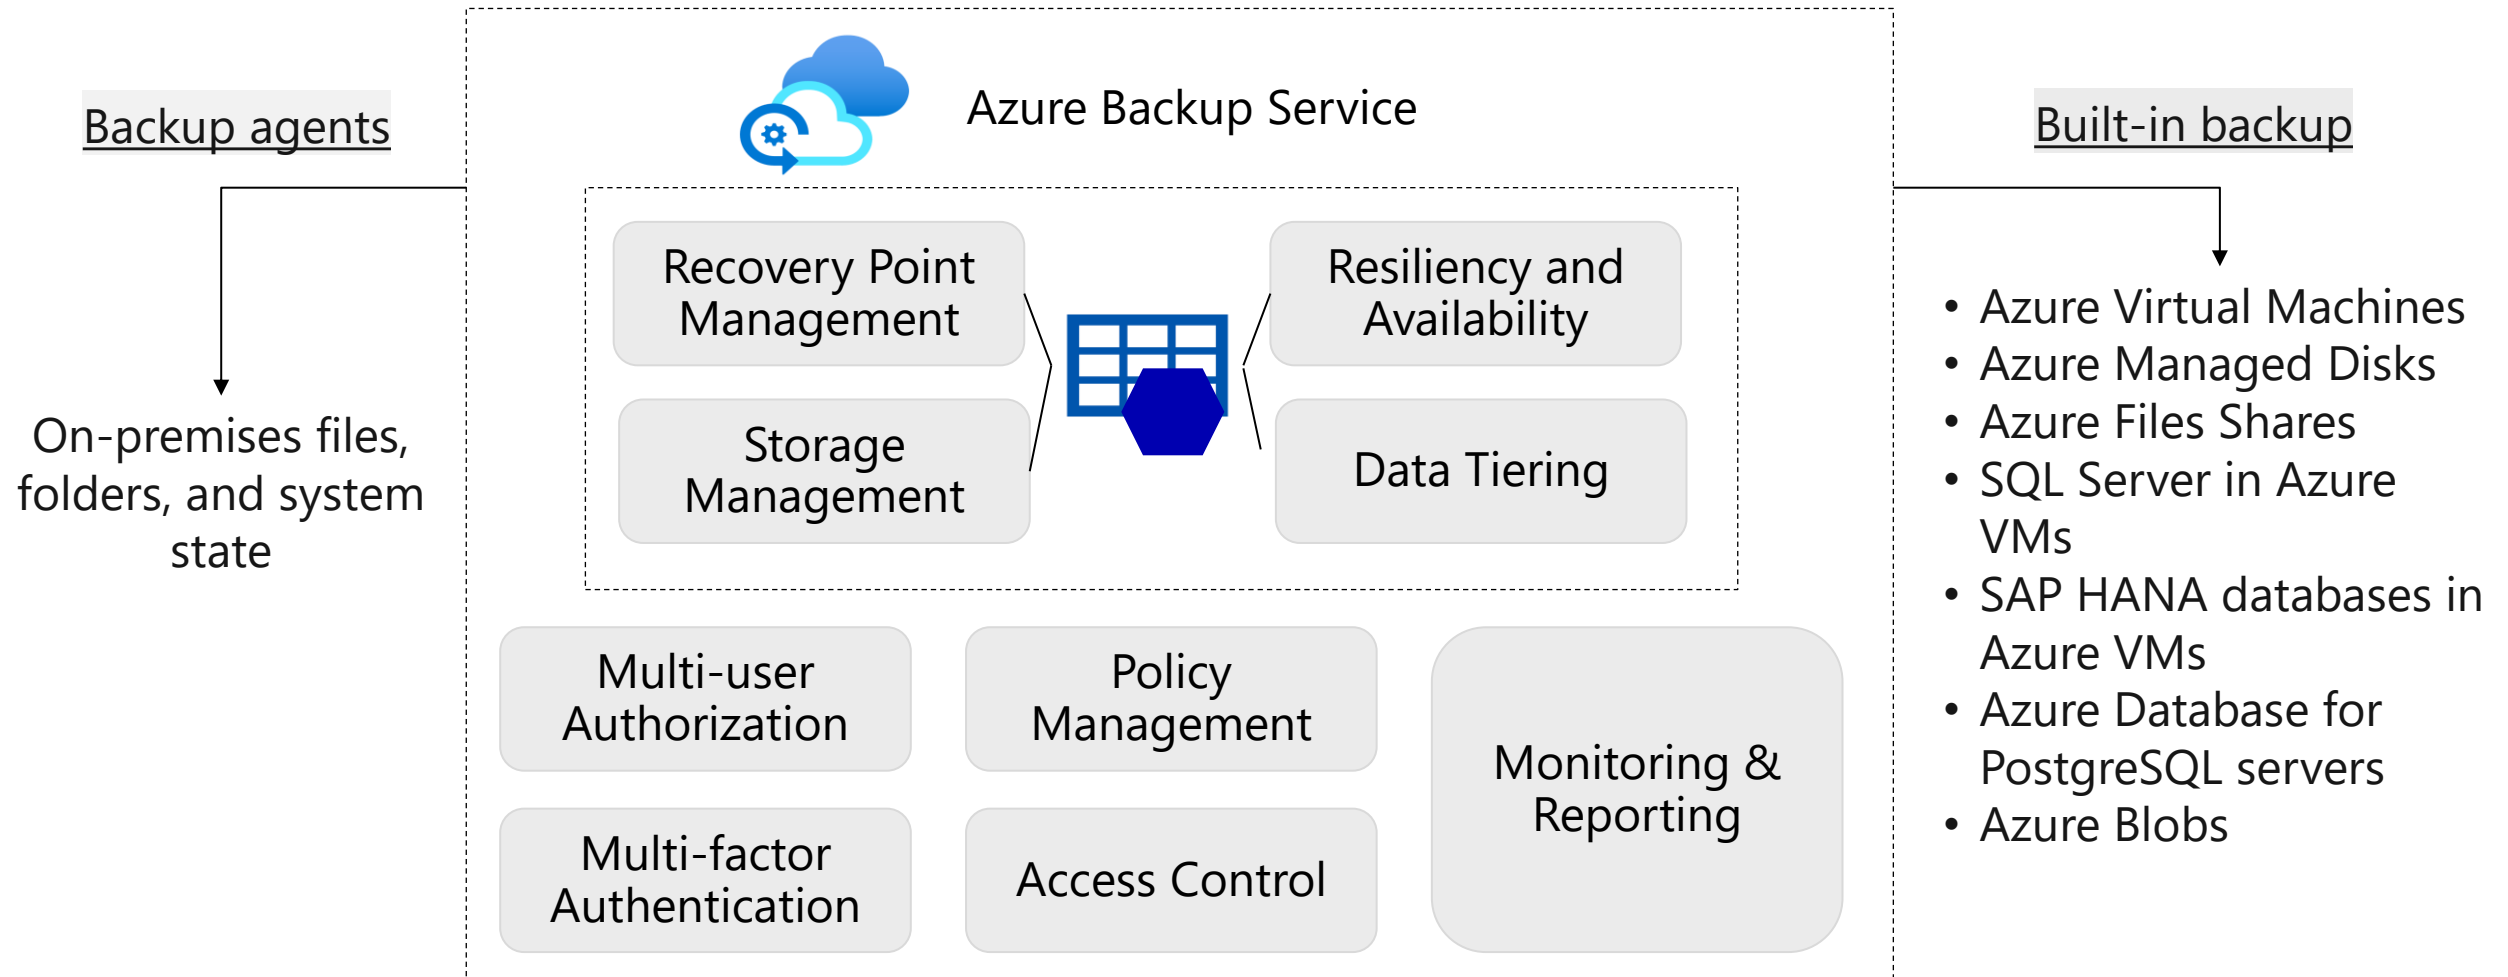 Backup agents
On-premises files,
folders, and system
state
Azure Backup Service
Recovery Point
Management
Resiliency and
Availability
Storage
Management
Data Tiering
Multi-user
Authorization
Policy
Management
Monitoring &
Reporting
Multi-factor
Authentication
Access Control
Built-in backup
• Azure Virtual Machines
• Azure Managed Disks
• Azure Files Shares
• SQL Server in Azure
VMs
• SAP HANA databases in
Azure VMs
• Azure Database for
PostgreSQL servers
• Azure Blobs